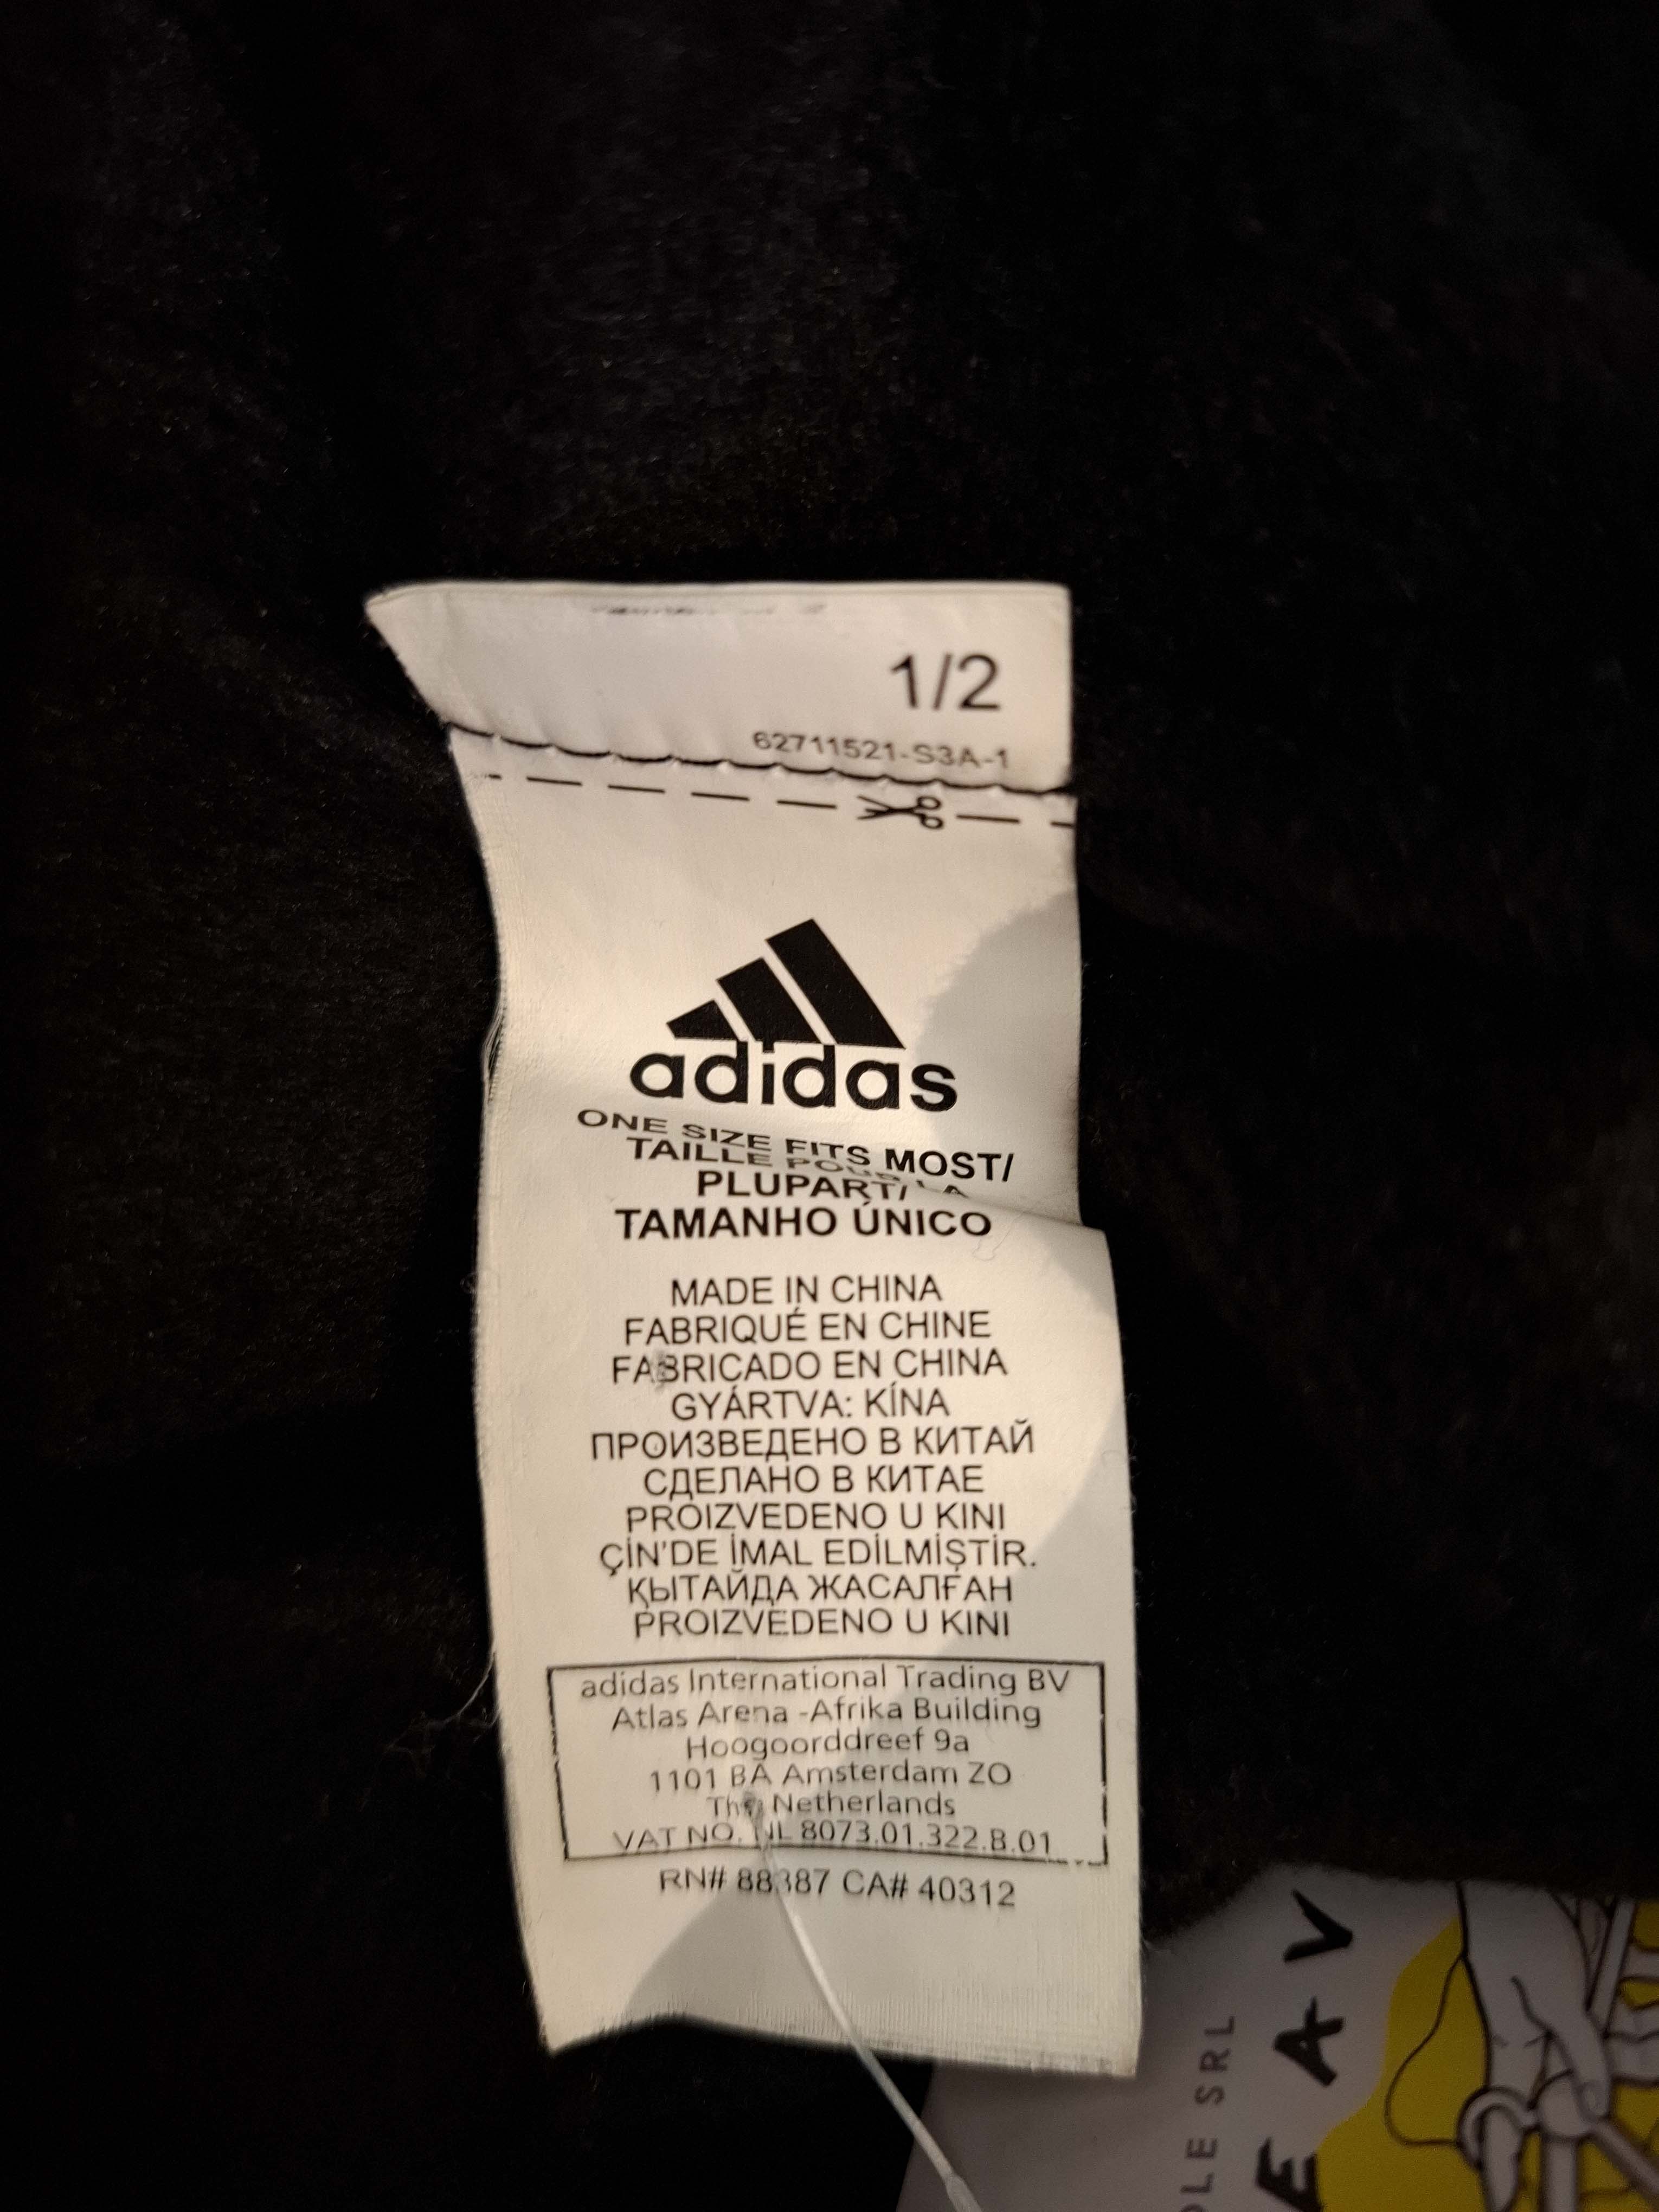 1/2
62711521-S3A-1
adidas
ONE SIZE FITS MOST/
TAILLE POUR LA
PLUPART/
TAMANHO ÚNICO
MADE IN CHINA
FABRIQUÉ EN CHINE
FABRICADO EN CHINA
GYÁRTVA: KÍNA
ПРОИЗВЕДЕНО В КИТАЙ
СДЕЛАНО В КИТАЕ
PROIZVEDENO U KINI
ÇİN'DE İMAL EDİLMİŞTİR.
ҚЫТАЙДА ЖАСАЛҒАН
PROIZVEDENO U KINI
adidas International Trading BV
Atlas Arena -Afrika Building
Hoogoorddreef 9a
1101 BA Amsterdam ZO
The Netherlands
VAT NO. NL 8073.01.322.B.01
RN# 88387 CA# 40312
SRL